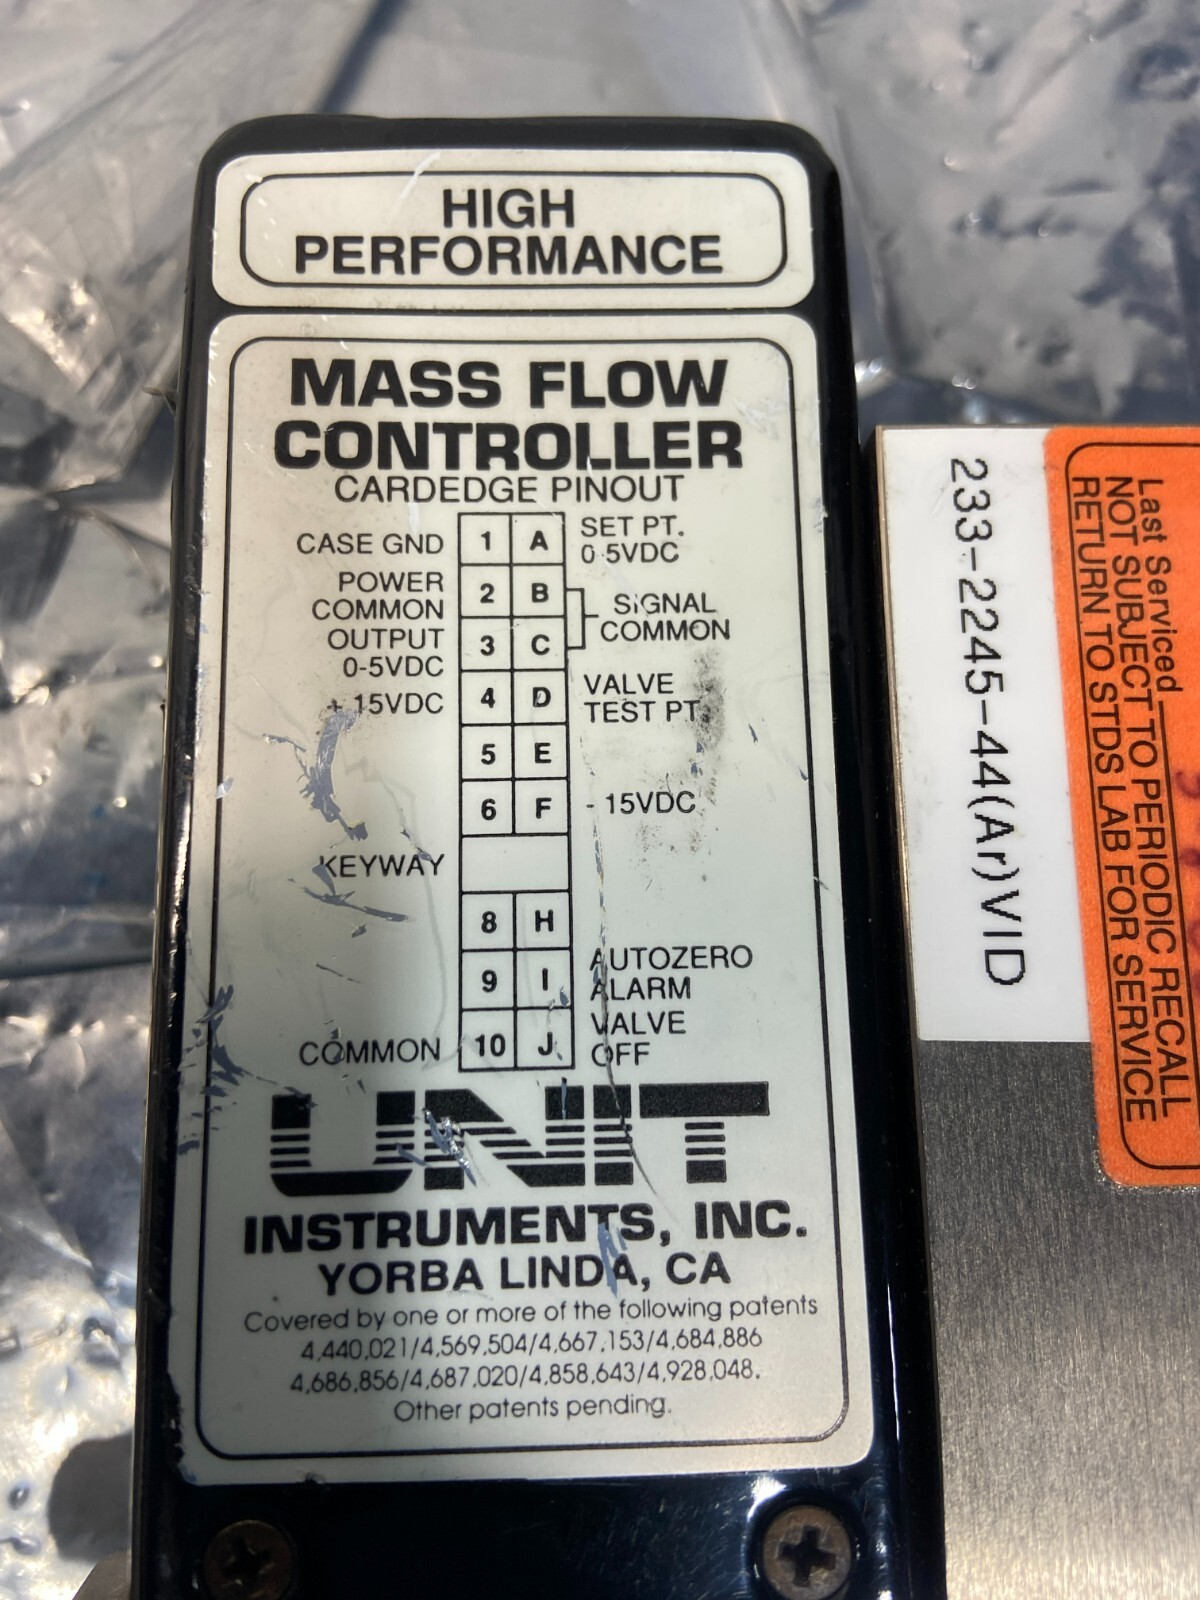 HIGH
PERFORMANCE
MASS FLOW
CONTROLLER
CARDEDGE PINOUT
CASE GND 1 A SET PT.
0-5VDC
POWER
COMMON 2 B SIGNAL
COMMON
OUTPUT
0-5VDC 3 C
+ 15VDC 4 D VALVE
TEST PT.
5 E
6 F - 15VDC
KEYWAY
8 H
9 I AUTOZERO
ALARM
COMMON 10 J VALVE
OFF
UNIT
INSTRUMENTS, INC.
YORBA LINDA, CA
Covered by one or more of the following patents
4,440,021/4,569,504/4,667,153/4,684,886
4,686,856/4,687,020/4,858,643/4,928,048.
Other patents pending.
233-2245-44(Ar)VID
Last Serviced
NOT SUBJECT TO PERIODIC RECALL
RETURN TO STDS LAB FOR SERVICE